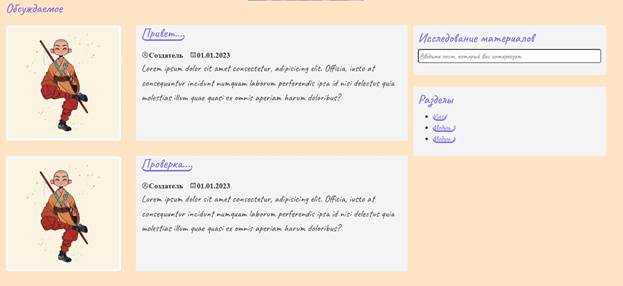 Обсуждаемое
Привет...
Создатель 01.01.2023
Lorem ipsum dolor sit amet consectetur, adipisicing elit. Officia, iusto at
consequuntur incidunt numquam laborum perferendis ipsa id nisi delectus quia
molestias illum quae quasi ex omnis aperiam harum doloribus?
Проверка...
Создатель 01.01.2023
Lorem ipsum dolor sit amet consectetur, adipisicing elit. Officia, iusto at
consequuntur incidunt numquam laborum perferendis ipsa id nisi delectus quia
molestias illum quae quasi ex omnis aperiam harum doloribus?
Исследование материалов
Введите пост, который вас интересует
Разделы